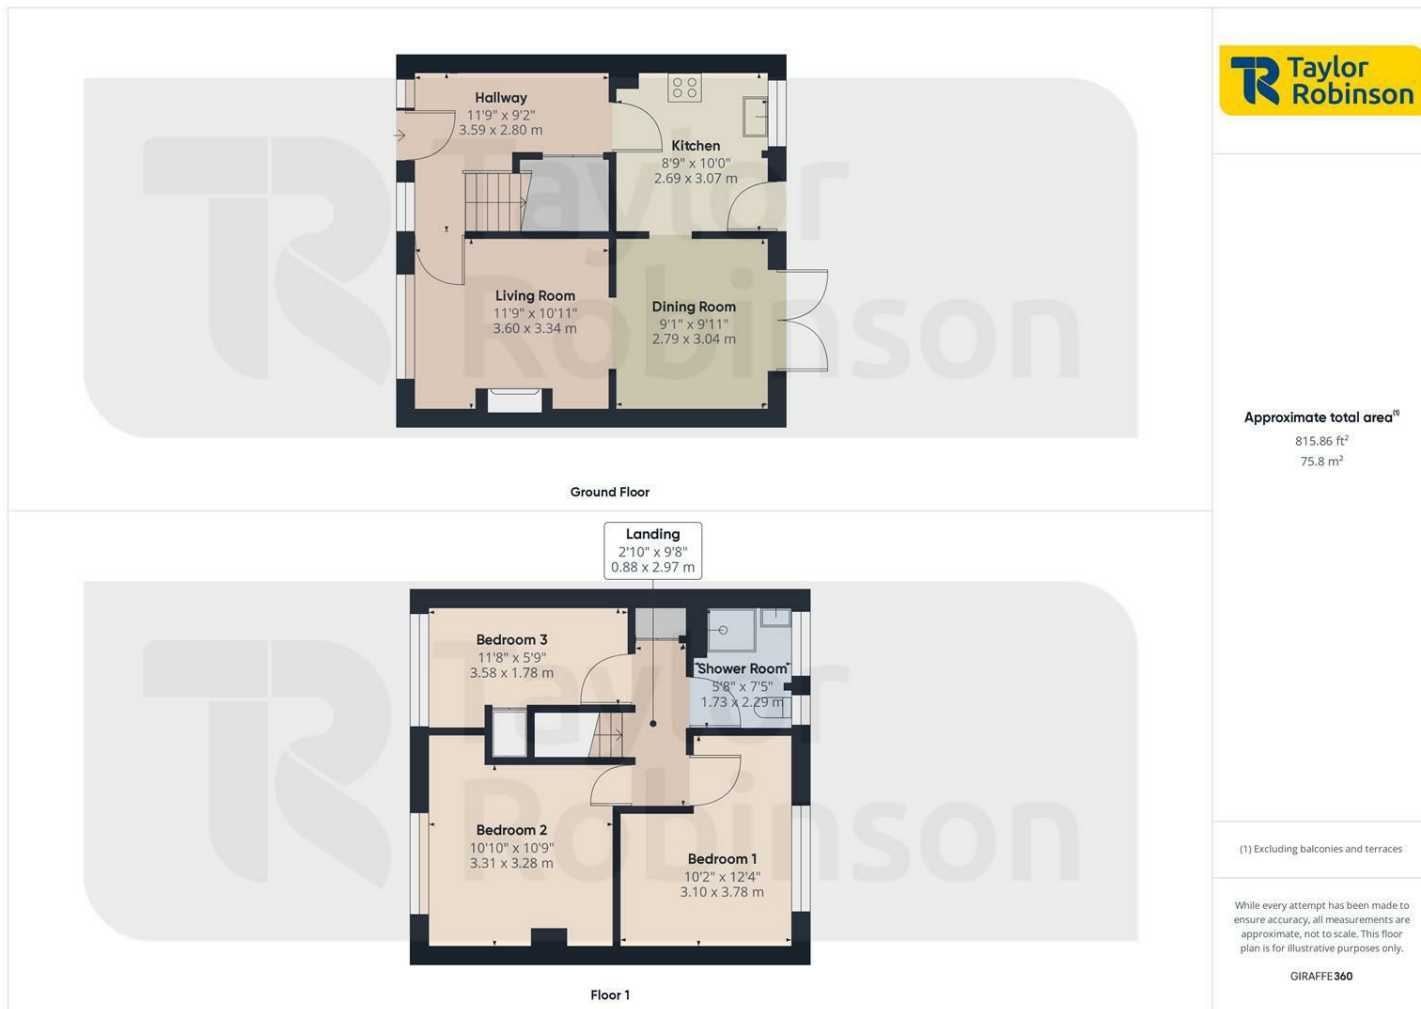 Taylor
Robinson
Hallway
11'9" x 9'2"
3.59 x 2.80 m
Kitchen
8'9" x 10'0"
2.69 x 3.07 m
Living Room
11'9" x 10'11"
3.60 x 3.34 m
Dining Room
9'1" x 9'11"
2.79 x 3.04 m
Taylor
Robinson
Ground Floor
Approximate total area(1)
815.86 ft²
75.8 m²
Landing
2'10" x 9'8"
0.88 x 2.97 m
Bedroom 3
11'8" x 5'9"
3.58 x 1.78 m
Shower Room
5'8" x 7'5"
1.73 x 2.29 m
Bedroom 2
10'10" x 10'9"
3.31 x 3.28 m
Bedroom 1
10'2" x 12'4"
3.10 x 3.78 m
Taylor
Robinson
Floor 1
(1) Excluding balconies and terraces
While every attempt has been made to
ensure accuracy, all measurements are
approximate, not to scale. This floor
plan is for illustrative purposes only.
GIRAFFE360